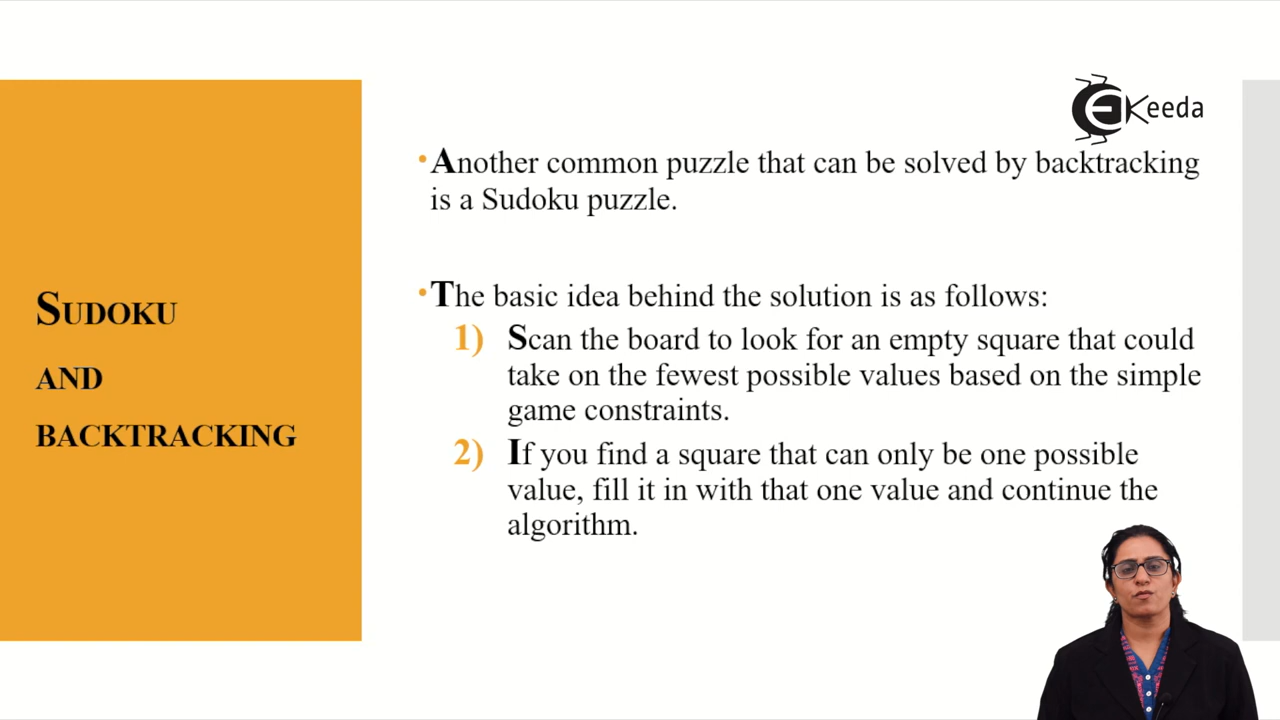 EKeeda
•Another common puzzle that can be solved by backtracking
is a Sudoku puzzle.
SUDOKU
AND
BACKTRACKING
•The basic idea behind the solution is as follows:
1) Scan the board to look for an empty square that could
take on the fewest possible values based on the simple
game constraints.
2) If you find a square that can only be one possible
value, fill it in with that one value and continue the
algorithm.